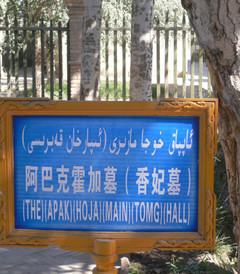 ئاپئاق خوجا مازىرى (ئىپارخان قەبرىسى)
阿巴克霍加墓（香妃墓）
(THE)(APAK)(HOJA)(MAIN)(TOMG)(HALL)